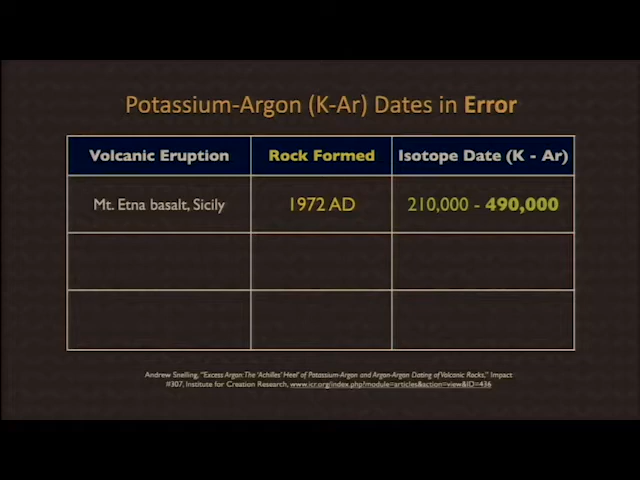 Potassium-Argon (K-Ar) Dates in Error
Volcanic Eruption Rock Formed Isotope Date (K - Ar)
Mt. Etna basalt, Sicily 1972 AD 210,000 - 490,000
Andrew Snelling, "Excess Argon: The 'Achilles' Heel' of Potassium-Argon and Argon-Argon Dating of Volcanic Rocks," Impact
#307, Institute for Creation Research, www.icr.org/index.php?module=articles&action=view&ID=436